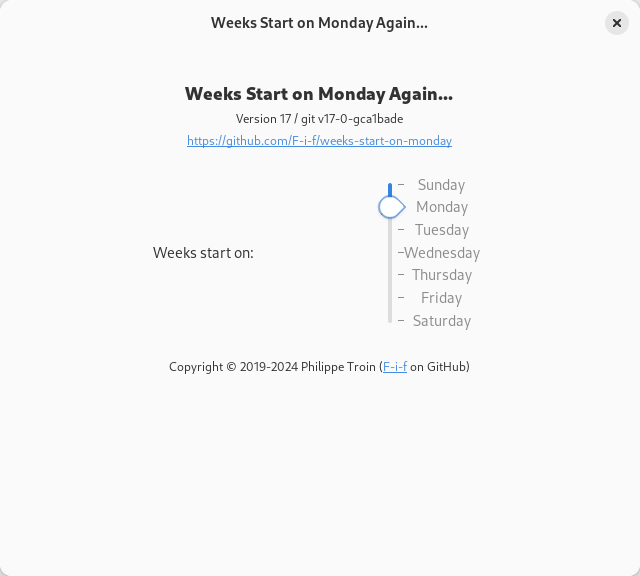 Weeks Start on Monday Again...
Weeks Start on Monday Again...
Version 17 / git v17-0-gca1bade
https://github.com/F-i-f/weeks-start-on-monday
Weeks start on:
Sunday
Monday
Tuesday
Wednesday
Thursday
Friday
Saturday
Copyright © 2019-2024 Philippe Troin (F-i-f on GitHub)